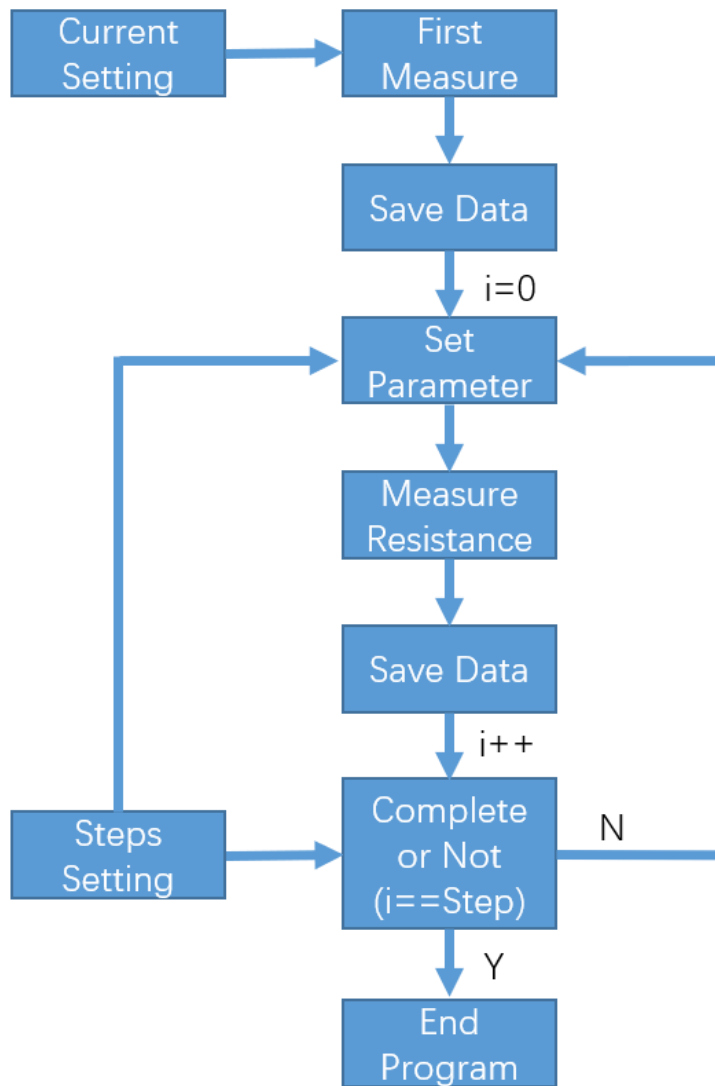 Current
Setting
First
Measure
Save Data
i=0
Set
Parameter
Measure
Resistance
Save Data
i++
Steps
Setting
Complete
or Not
(i==Step)
N
Y
End
Program